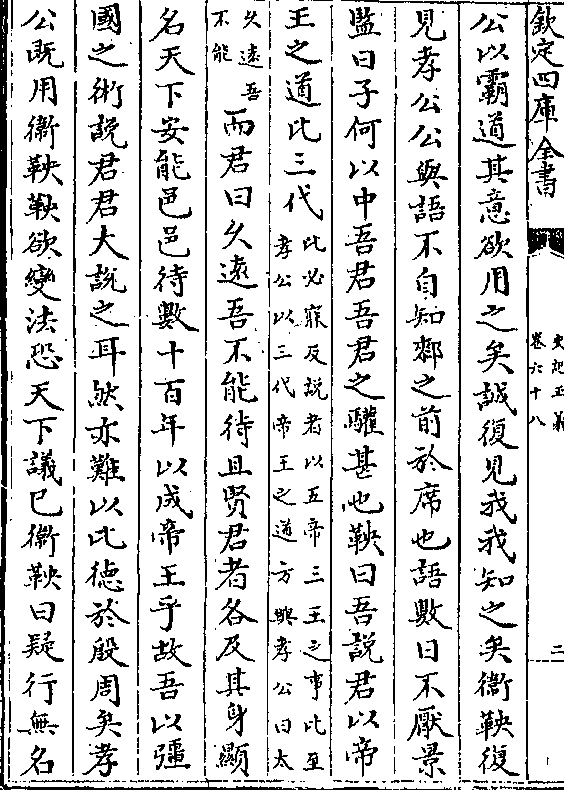 欽定四庫全書
史記正義
卷六十八
二
公以霸道其意欲用之矣誠復見我我知之矣衞鞅復
見孝公公與語不自知厀之前於席也語數日不厭景
監曰子何以中吾君吾君之驩甚也鞅曰吾說君以帝
王之道比三代此必寐反說者以五帝三王之事比至孝公以三代帝王之道方興孝公曰太
久遠吾不能而君曰久遠吾不能待且賢君者各及其身顯
名天下安能邑邑待數十百年以成帝王乎故吾以彊
國之術說君君大說之耳然亦難以比德於殷周矣孝
公既用衞鞅鞅欲變法恐天下議已衞鞅曰疑行無名